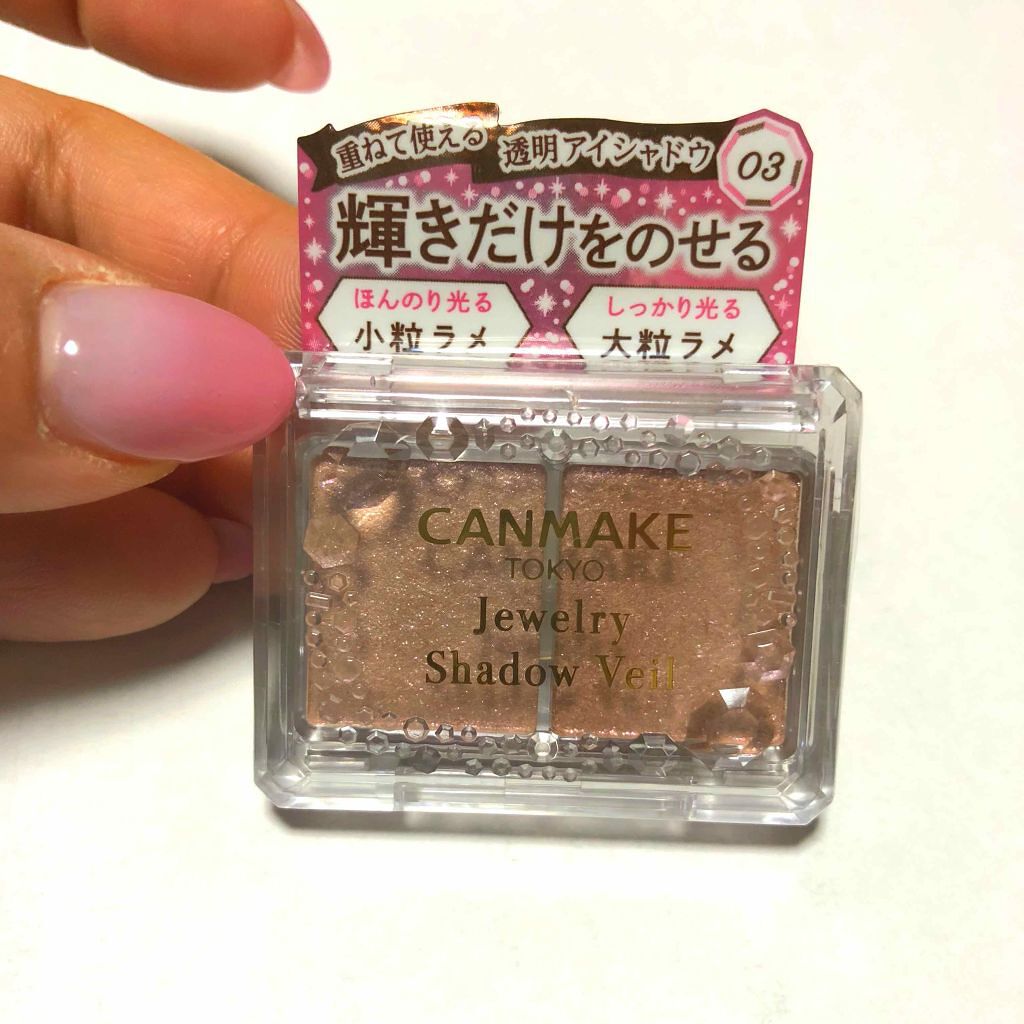 重ねて使える 透明アイシャドウ
03
輝きだけをのせる
ほんのり光る
小粒ラメ
しっかり光る
大粒ラメ
CANMAKE
TOKYO
Jewelry
Shadow Veil